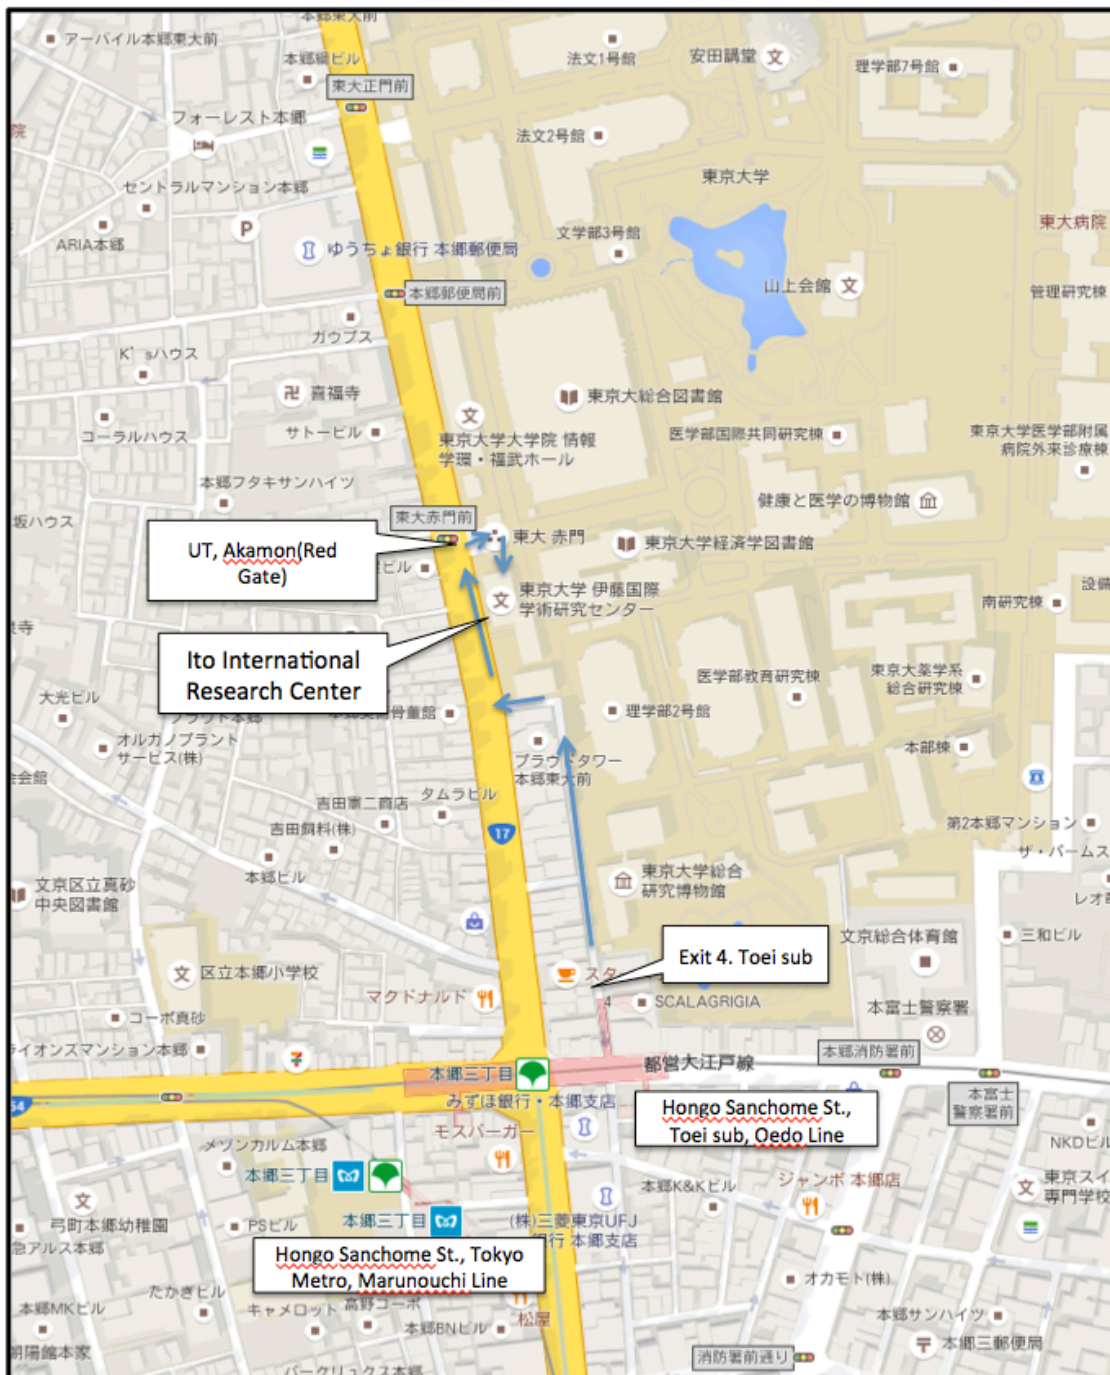 本郷東大前
アーバイル本郷東大前
本郷綱ビル
法文1号館
安田講堂
理学部7号館
東大正門前
フォーレスト本郷
院
法文2号館
東京大学
セントラルマンション本郷
P
ARIA本郷
文学部3号館
東大病院
ゆうちょ銀行 本郷郵便局
山上会館
管理研究棟
本郷郵便局前
ガウプス
K'sハウス
喜福寺
東京大総合図書館
コーラルハウス
サトービル
東京大学大学院 情報
学環・福武ホール
医学部国際共同研究棟
東京大学医学部附属
病院外来診療棟
本郷フタキサンハイツ
健康と医学の博物館
坂ハウス
東大赤門前
東大 赤門
東京大学経済学図書館
UT, Akamon(Red
Gate)
ビル
東京大学 伊藤国際
学術研究センター
設備
南研究棟
寺
Ito International
Research Center
医学部教育研究棟
東京大薬学系
総合研究棟
大光ビル
理学部2号館
オルガノプラント
サービス(株)
プラウドタワー
本郷東大前
本部棟
会館
吉田憲二商店
タムラビル
吉田飼料(株)
17
第2本郷マンション
ザ・パームス
本郷ビル
文京区立真砂
中央図書館
東京大学総合
研究博物館
レオ
文京総合体育館
三和ビル
Exit 4. Toei sub
区立本郷小学校
スタ
マクドナルド
4
SCALAGRIGIA
コーポ真砂
本富士警察署
ライオンズマンション本郷
7
本郷消防署前
都営大江戸線
本郷三丁目
みずほ銀行・本郷支店
本富士
警察署前
Hongo Sanchome St.,
Toei sub, Oedo Line
モスバーガー
メゾンカルム本郷
NKDビル
本郷三丁目
ジャンボ 本郷店
東京スイ
専門学校
本郷K&Kビル
弓町本郷幼稚園
PSビル
本郷三丁目
(株)三菱東京UFJ
銀行 本郷支店
急アルス本郷
Hongo Sanchome St., Tokyo
Metro, Marunouchi Line
オカモト(株)
たかぎビル
本郷MKビル
キャメロット
高野コーポ
松屋
本郷サンハイツ
本郷BNビル
本郷三郵便局
朝陽館本家
消防署前通り
パークリュクス本郷